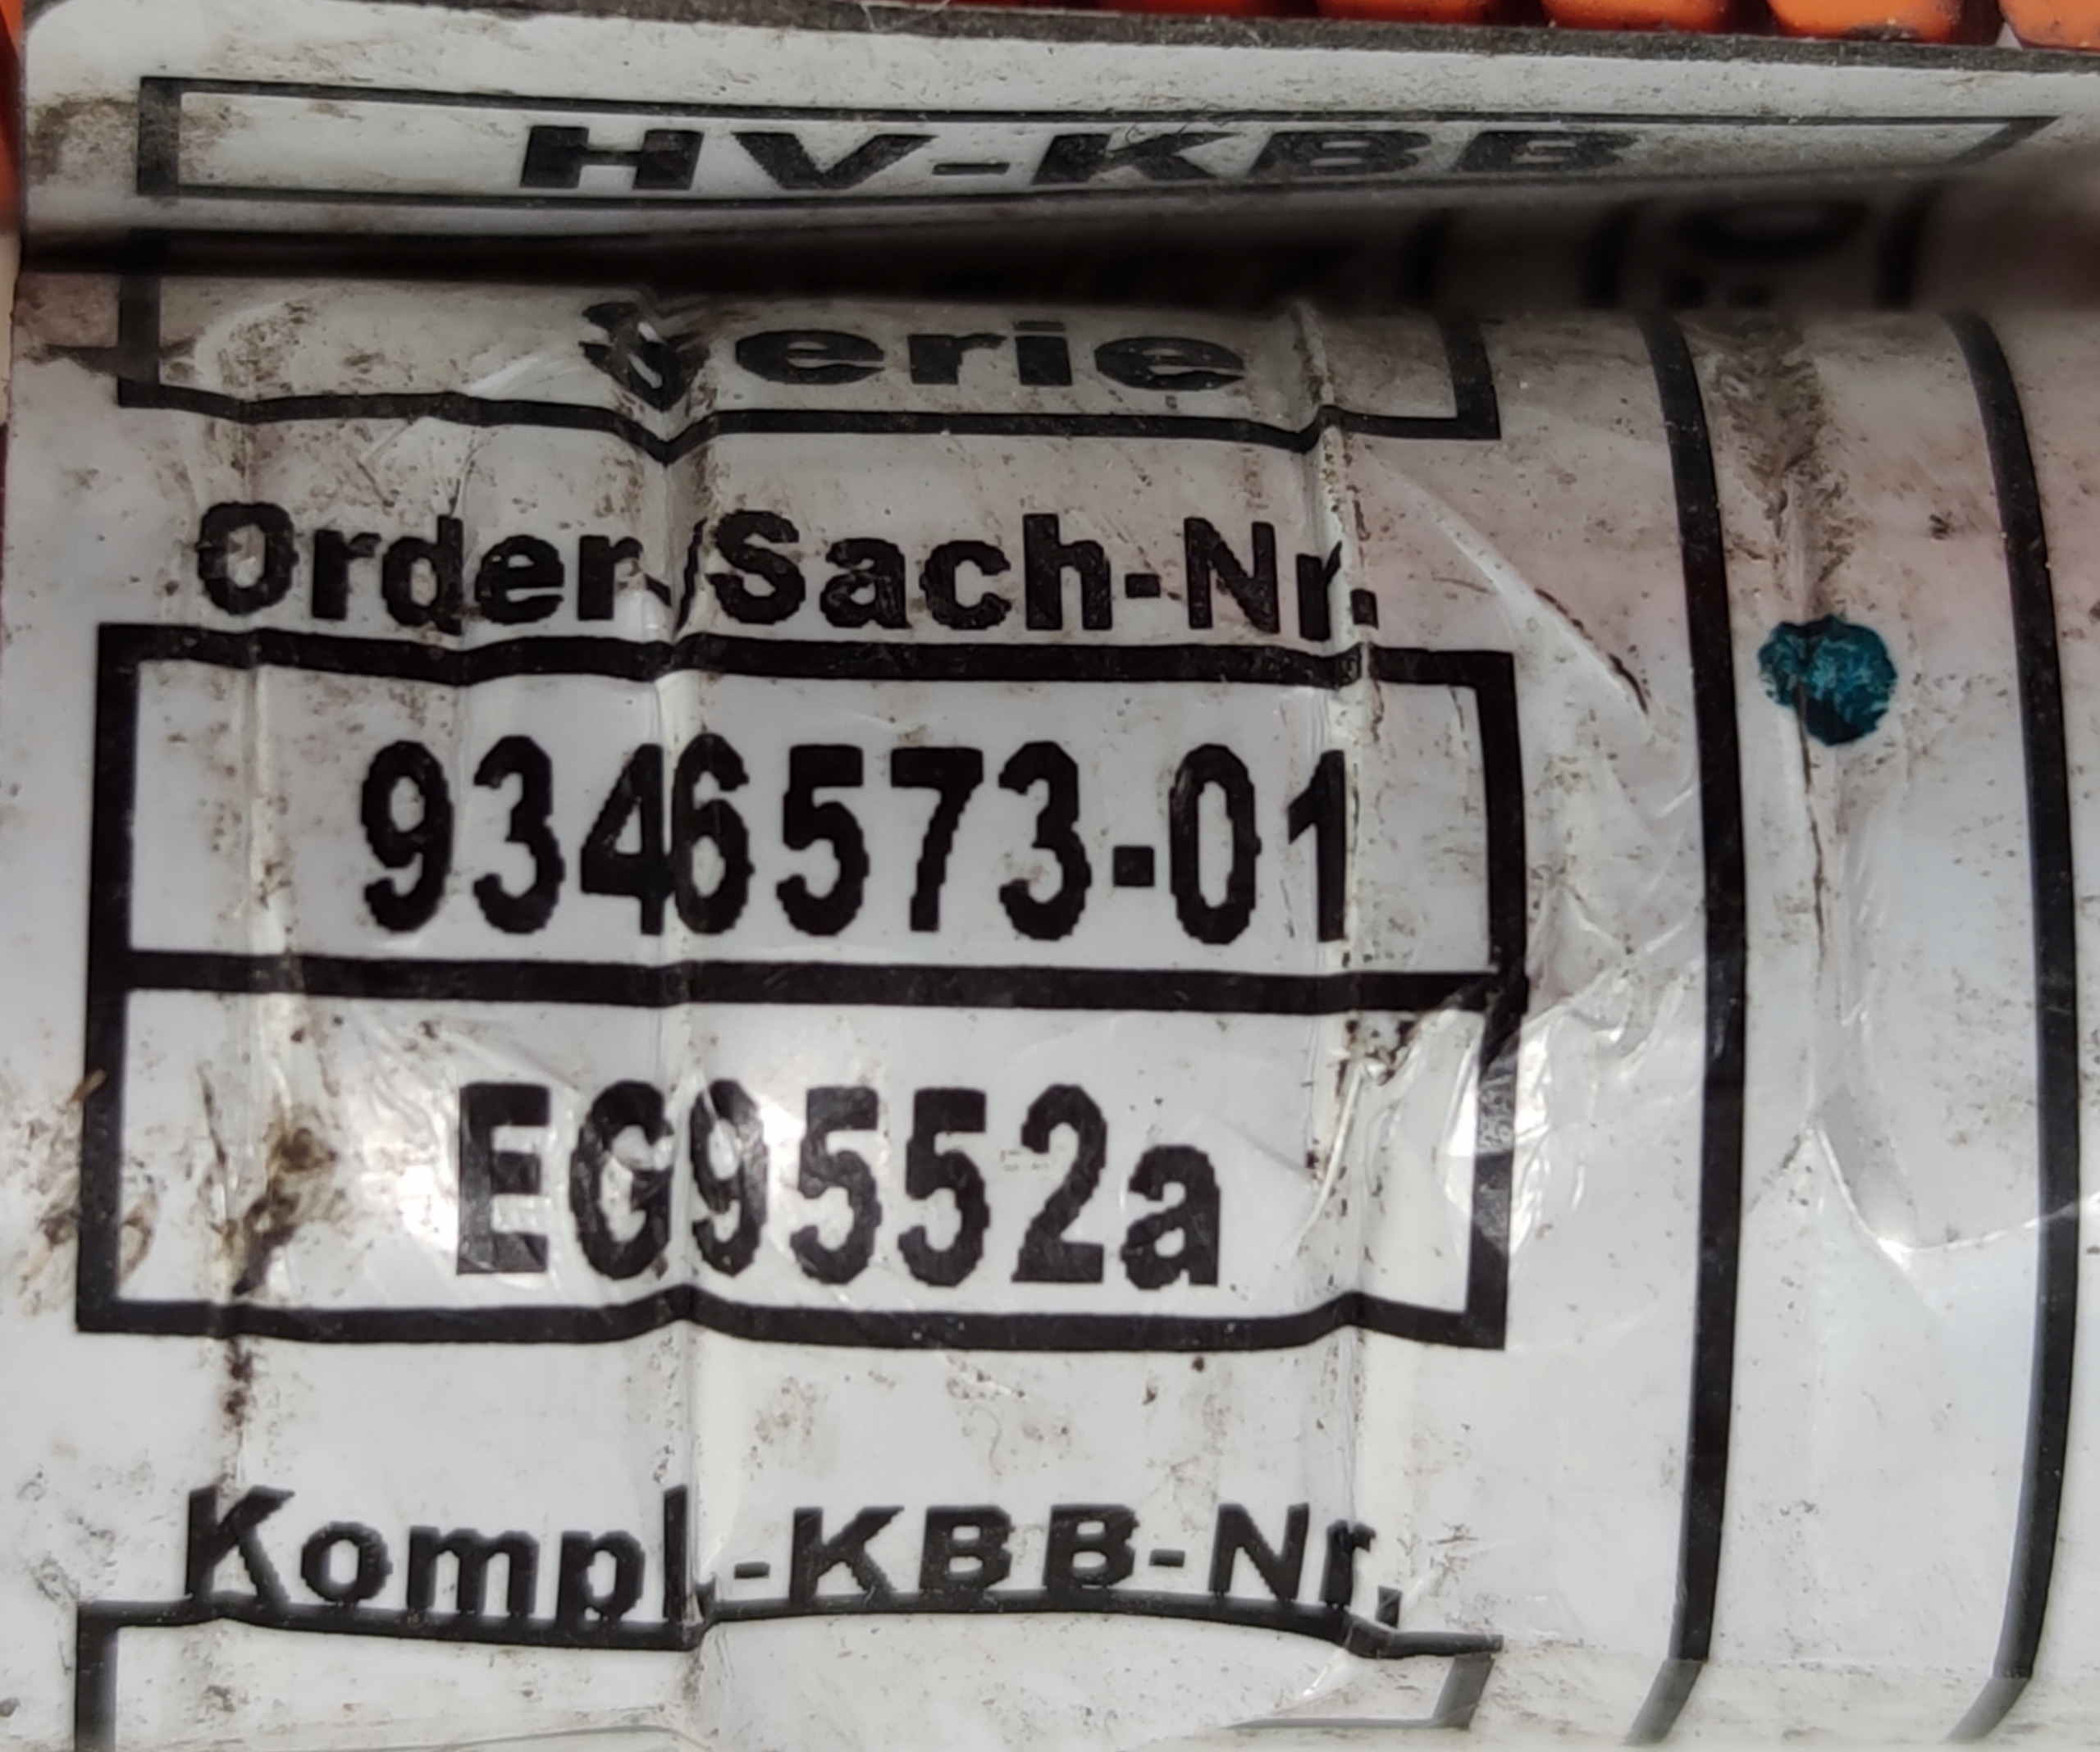 HV-KBB
Serie
Order-/Sach-Nr.
9346573-01
EG9552a
Kompl.-KBB-Nr.